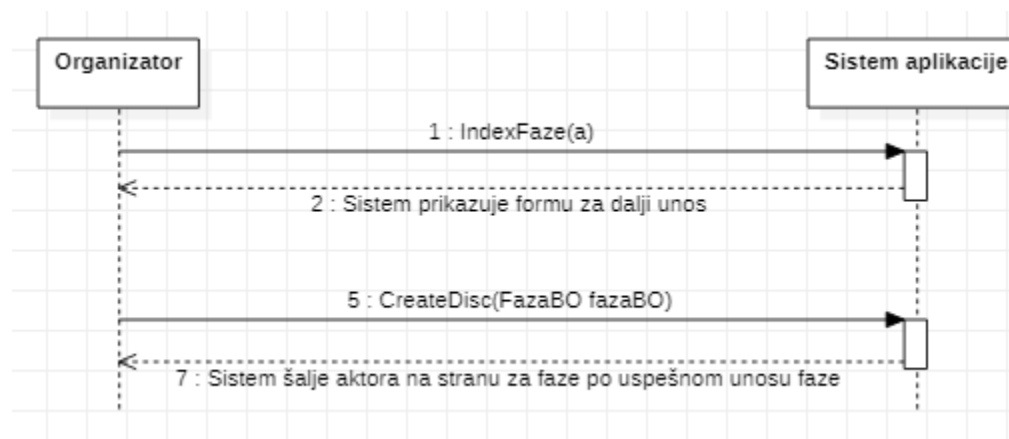 Organizator
Sistem aplikacije
1 : IndexFaze(a)
2 : Sistem prikazuje formu za dalji unos
5 : CreateDisc(FazaBO fazaBO)
7 : Sistem šalje aktora na stranu za faze po uspešnom unosu faze